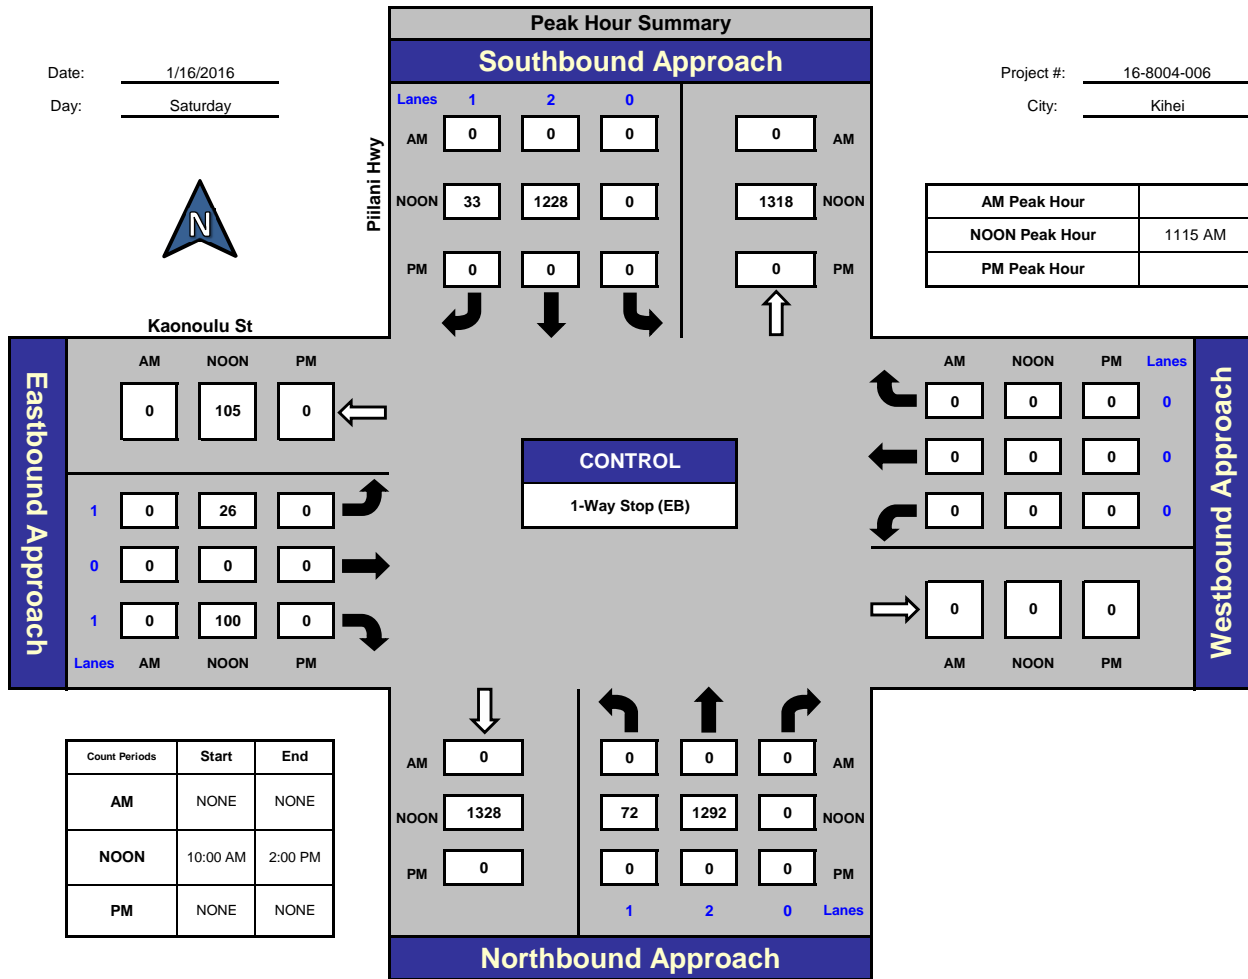 Peak Hour Summary
Southbound Approach
Date: 1/16/2016
Project #: 16-8004-006
Day: Saturday
City: Kihei
Lanes 1 2 0
AM 0 0 0 0 AM
Piilani Hwy
NOON 33 1228 0 1318 NOON
PM 0 0 0 0 PM
N
AM Peak Hour
NOON Peak Hour 1115 AM
PM Peak Hour
Kaonoulu St
Eastbound Approach
AM NOON PM
0 105 0
1 0 26 0
0 0 0 0
1 0 100 0
Lanes AM NOON PM
CONTROL
1-Way Stop (EB)
AM NOON PM Lanes
0 0 0 0
0 0 0 0
0 0 0 0
0 0 0
AM NOON PM
Westbound Approach
Count Periods Start End
AM NONE NONE
NOON 10:00 AM 2:00 PM
PM NONE NONE
AM 0 0 0 0 AM
NOON 1328 72 1292 0 NOON
PM 0 0 0 0 PM
1 2 0 Lanes
Northbound Approach